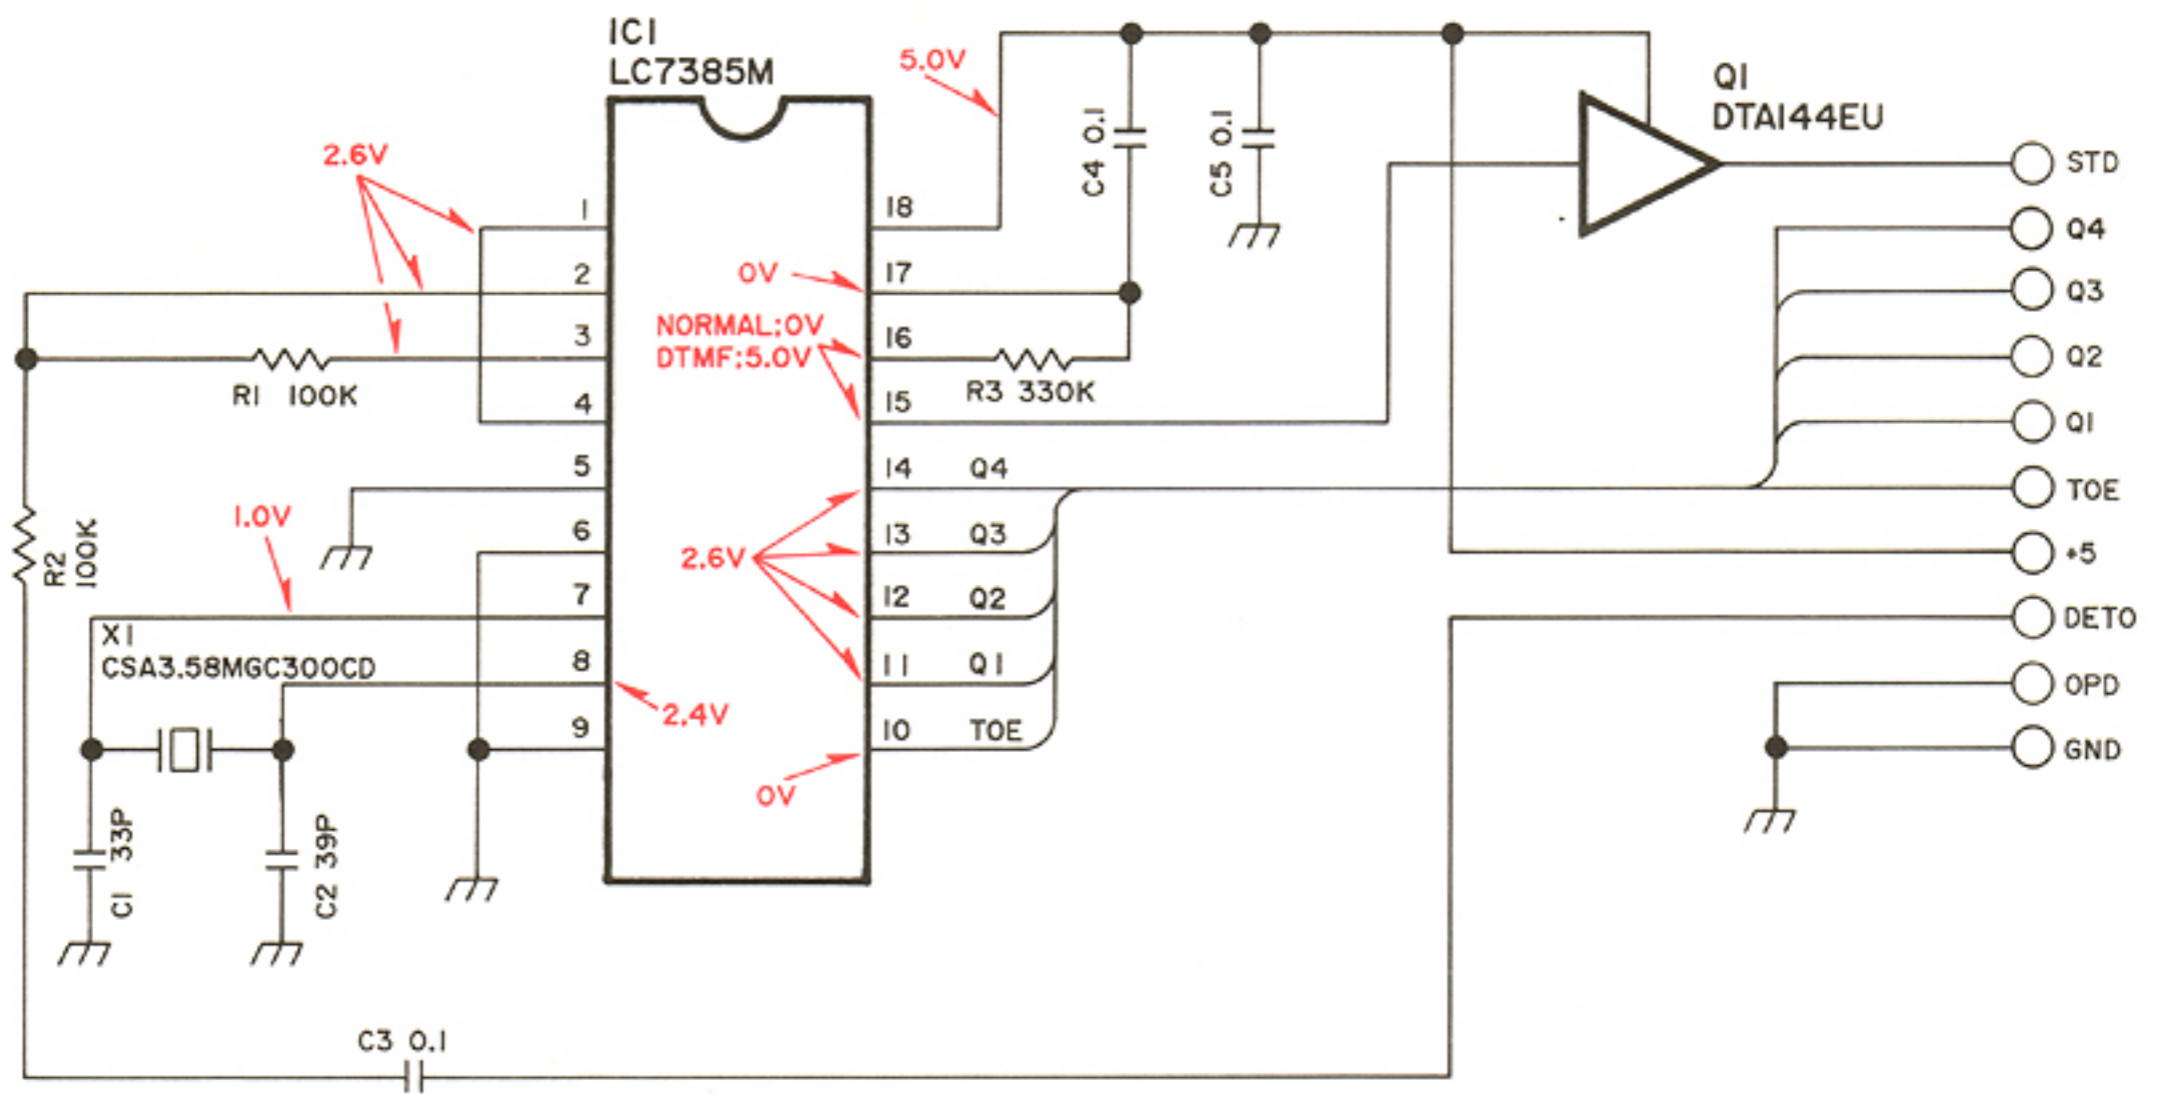 IC1
LC7385M
5.0V
Q1
DTA144EU
C4 0.1
C5 0.1
2.6V
STD
1
18
Q4
2
0V
17
Q3
3
NORMAL;0V
DTMF;5.0V
16
Q2
R1 100K
R3 330K
4
15
Q1
5
14 Q4
TOE
1.0V
R2
100K
6
2.6V
13 Q3
+5
7
12 Q2
DETO
X1
CSA3.58MGC300CD
8
11 Q1
2.4V
OPD
9
10 TOE
GND
0V
C1 33P
C2 39P
C3 0.1